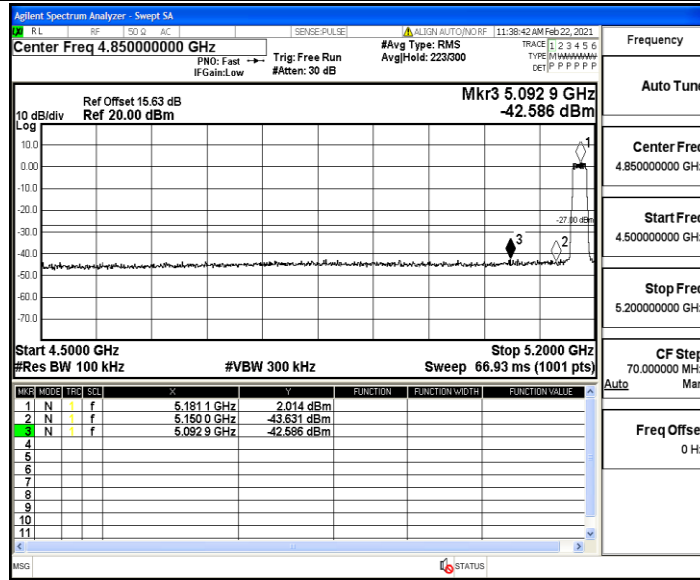 Agilent Spectrum Analyzer - Swept SA
RL RF 50 Ω AC SENSE:PULSE ALIGN AUTO/NO RF 11:38:42 AM Feb 22, 2021
Center Freq 4.850000000 GHz
PNO: Fast
IFGain:Low
Trig: Free Run
#Atten: 30 dB
#Avg Type: RMS
Avg|Hold: 223/300
TRACE 1 2 3 4 5 6
TYPE MWWWWW
DET P P P P P P
Ref Offset 15.63 dB
10 dB/div Ref 20.00 dBm
Log
Mkr3 5.092 9 GHz
-42.586 dBm
10.0
0.00
-10.0
-20.0
-30.0
-40.0
-50.0
-60.0
-70.0
1
-27.00 dBm
3
2
Start 4.5000 GHz Stop 5.2000 GHz
#Res BW 100 kHz #VBW 300 kHz Sweep 66.93 ms (1001 pts)
MKR MODE TRC SCL X Y FUNCTION FUNCTION WIDTH FUNCTION VALUE
1 N 1 f 5.181 1 GHz 2.014 dBm
2 N 1 f 5.150 0 GHz -43.631 dBm
3 N 1 f 5.092 9 GHz -42.586 dBm
4
5
6
7
8
9
10
11
MSG STATUS
Frequency
Auto Tune
Center Freq
4.850000000 GHz
Start Freq
4.500000000 GHz
Stop Freq
5.200000000 GHz
CF Step
70.000000 MHz
Auto Man
Freq Offset
0 Hz